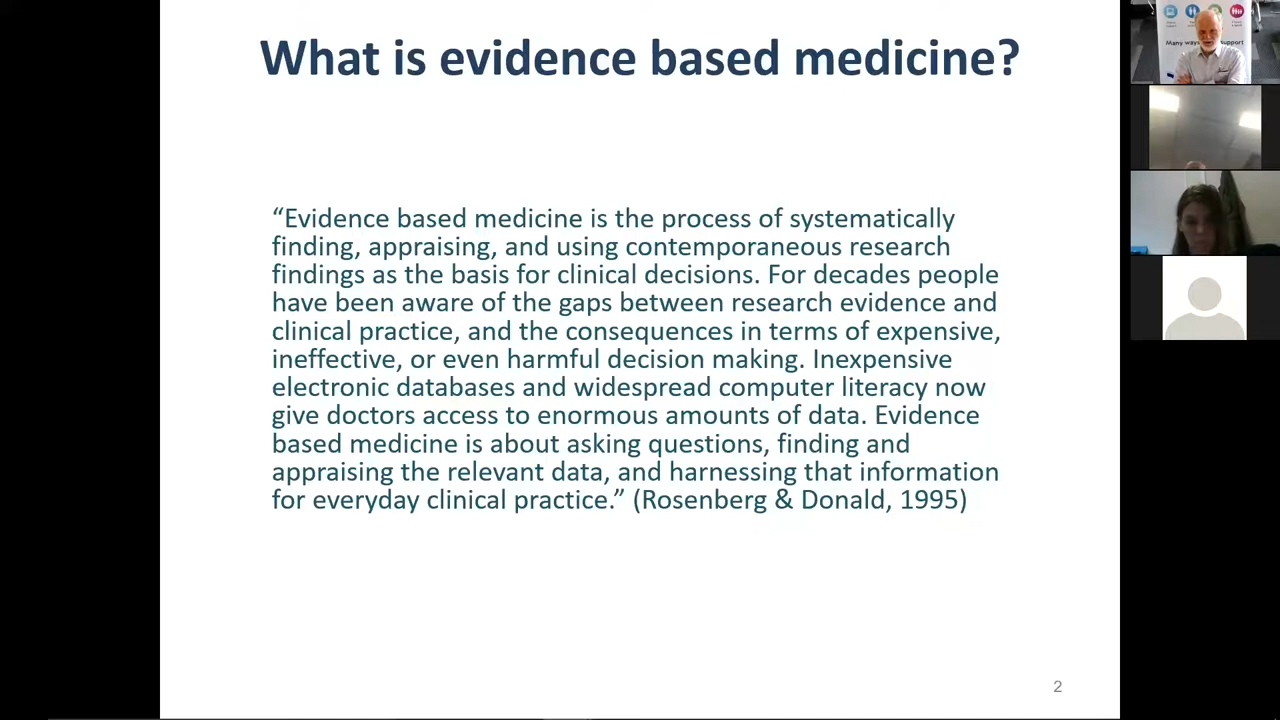 What is evidence based medicine?
“Evidence based medicine is the process of systematically
finding, appraising, and using contemporaneous research
findings as the basis for clinical decisions. For decades people
have been aware of the gaps between research evidence and
clinical practice, and the consequences in terms of expensive,
ineffective, or even harmful decision making. Inexpensive
electronic databases and widespread computer literacy now
give doctors access to enormous amounts of data. Evidence
based medicine is about asking questions, finding and
appraising the relevant data, and harnessing that information
for everyday clinical practice.” (Rosenberg & Donald, 1995)
2
Many